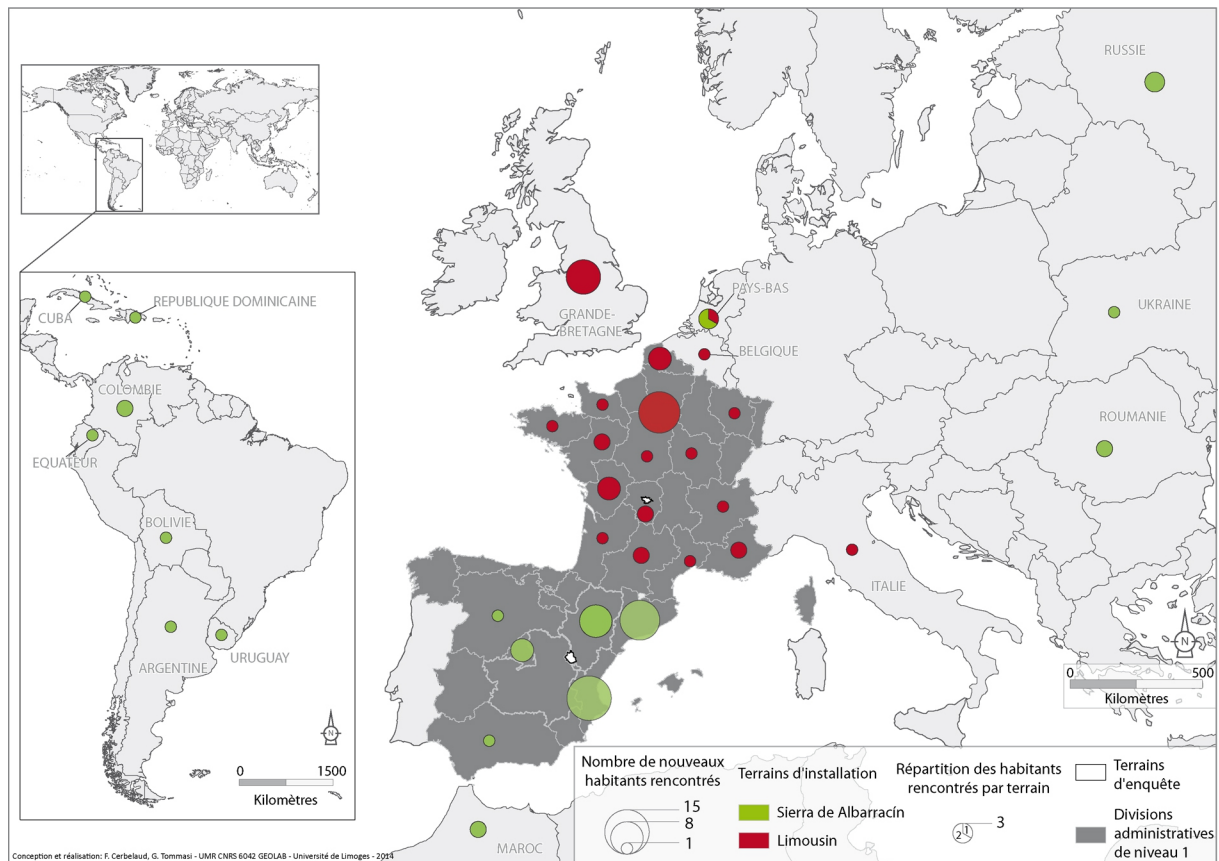 RUSSIE
PAYS-BAS
GRANDE-
BRETAGNE
UKRAINE
BELGIQUE
ROUMANIE
ITALIE
MAROC
REPUBLIQUE DOMINICAINE
CUBA
COLOMBIE
EQUATEUR
BOLIVIE
URUGUAY
ARGENTINE
N
0 1500
Kilomètres
N
0 500
Kilomètres
Nombre de nouveaux
habitants rencontrés
15
8
1
Terrains d'installation
Sierra de Albarracín
Limousin
Répartition des habitants
rencontrés par terrain
3
2 1
Terrains
d'enquête
Divisions
administratives
de niveau 1
Conception et réalisation: F. Cerbelaud, G. Tommasi - UMR CNRS 6042 GEOLAB - Université de Limoges - 2014